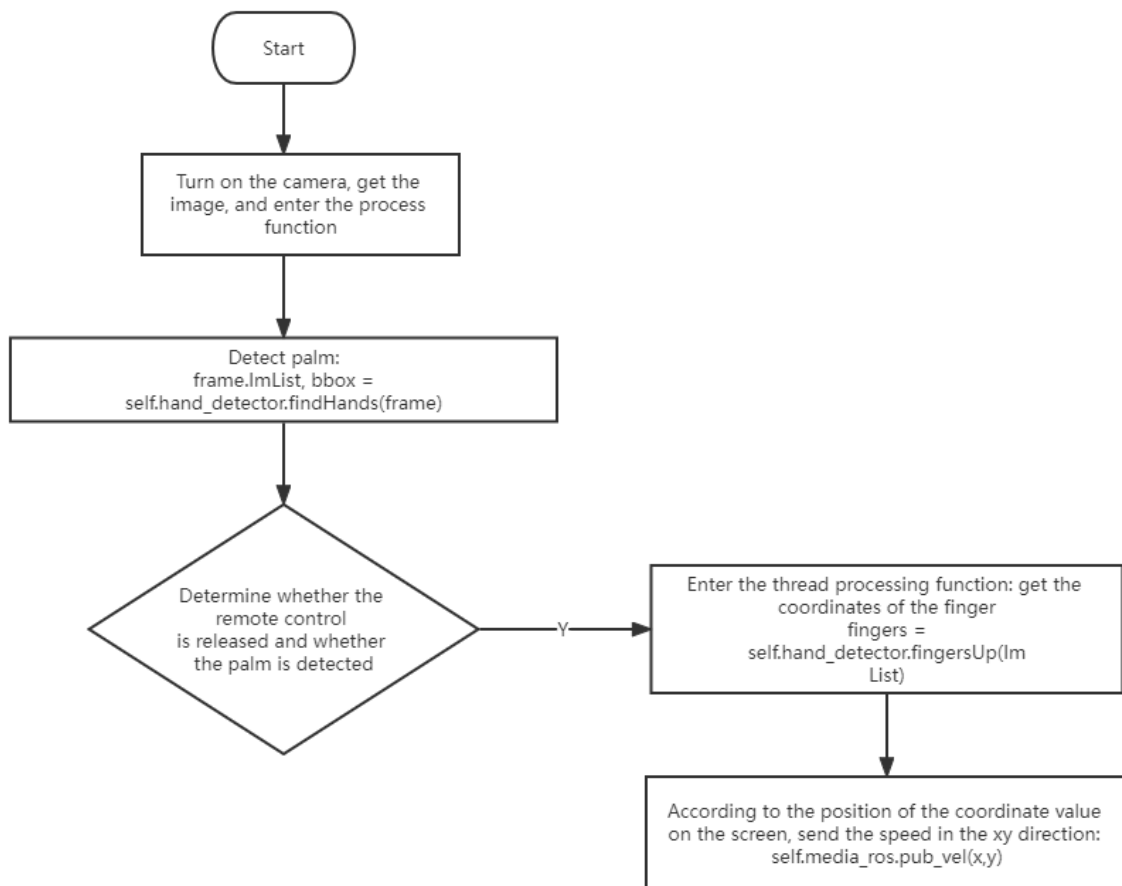 Start
Turn on the camera, get the
image, and enter the process
function
Detect palm:
frame.lmList, bbox =
self.hand_detector.findHands(frame)
Determine whether the
remote control
is released and whether
the palm is detected
Y
Enter the thread processing function: get the
coordinates of the finger
fingers =
self.hand_detector.fingersUp(lm
List)
According to the position of the coordinate value
on the screen, send the speed in the xy direction:
self.media_ros.pub_vel(x,y)